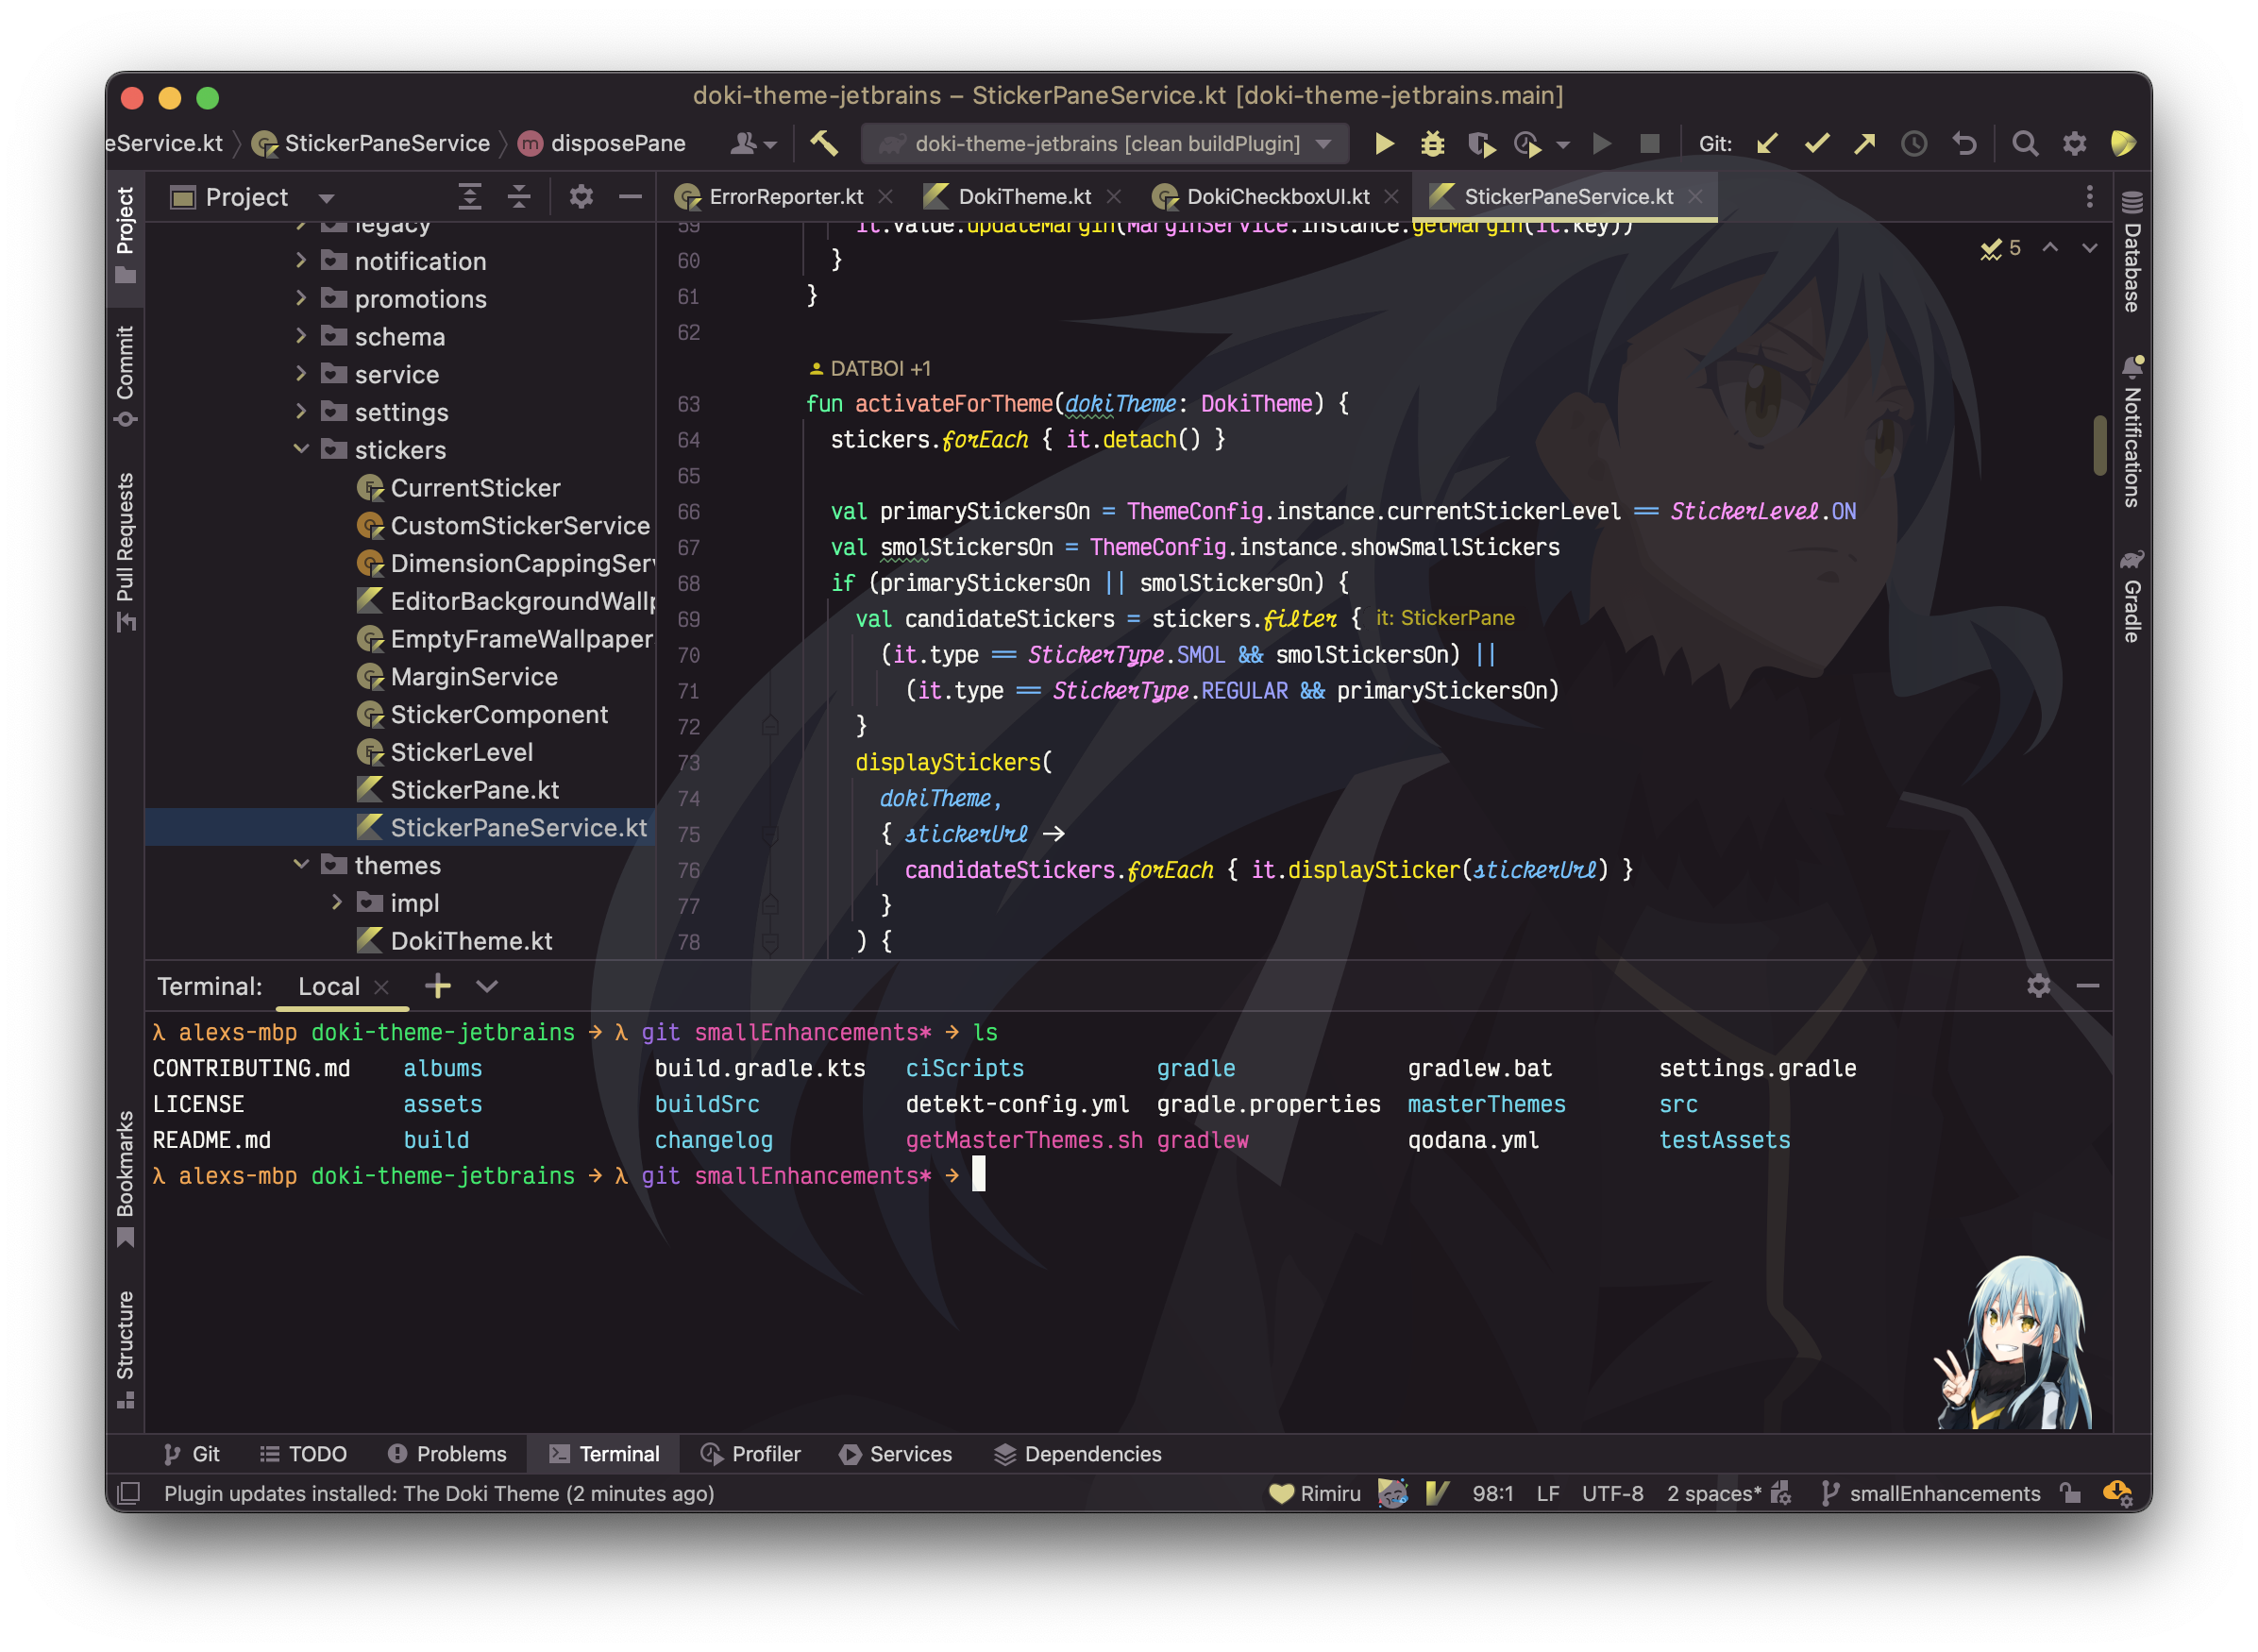 doki-theme-jetbrains – StickerPaneService.kt [doki-theme-jetbrains.main]
eService.kt StickerPaneService disposePane doki-theme-jetbrains [clean buildPlugin] Git:
Project
ErrorReporter.kt DokiTheme.kt DokiCheckboxUI.kt StickerPaneService.kt
Project
Commit
Pull Requests
Bookmarks
Structure
legacy
notification
promotions
schema
service
settings
stickers
CurrentSticker
CustomStickerService
DimensionCappingServ
EditorBackgroundWallp
EmptyFrameWallpaper
MarginService
StickerComponent
StickerLevel
StickerPane.kt
StickerPaneService.kt
themes
impl
DokiTheme.kt
5
59 it.value.updateMargin(MarginService.instance.getMargin(it.key))
60 }
61 }
62
DATBOI +1
63 fun activateForTheme(dokiTheme: DokiTheme) {
64 stickers.forEach { it.detach() }
65
66 val primaryStickersOn = ThemeConfig.instance.currentStickerLevel == StickerLevel.ON
67 val smolStickersOn = ThemeConfig.instance.showSmallStickers
68 if (primaryStickersOn || smolStickersOn) {
69 val candidateStickers = stickers.filter { it: StickerPane
70 (it.type == StickerType.SMOL && smolStickersOn) ||
71 (it.type == StickerType.REGULAR && primaryStickersOn)
72 }
73 displayStickers(
74 dokiTheme,
75 { stickerUrl →
76 candidateStickers.forEach { it.displaySticker(stickerUrl) }
77 }
78 ) {
Database
Notifications
Gradle
Terminal: Local
λ alexs-mbp doki-theme-jetbrains → λ git smallEnhancements* → ls
CONTRIBUTING.md albums build.gradle.kts ciScripts gradle gradlew.bat settings.gradle
LICENSE assets buildSrc detekt-config.yml gradle.properties masterThemes src
README.md build changelog getMasterThemes.sh gradlew qodana.yml testAssets
λ alexs-mbp doki-theme-jetbrains → λ git smallEnhancements* →
Git TODO Problems Terminal Profiler Services Dependencies
Plugin updates installed: The Doki Theme (2 minutes ago) Rimiru 98:1 LF UTF-8 2 spaces* smallEnhancements